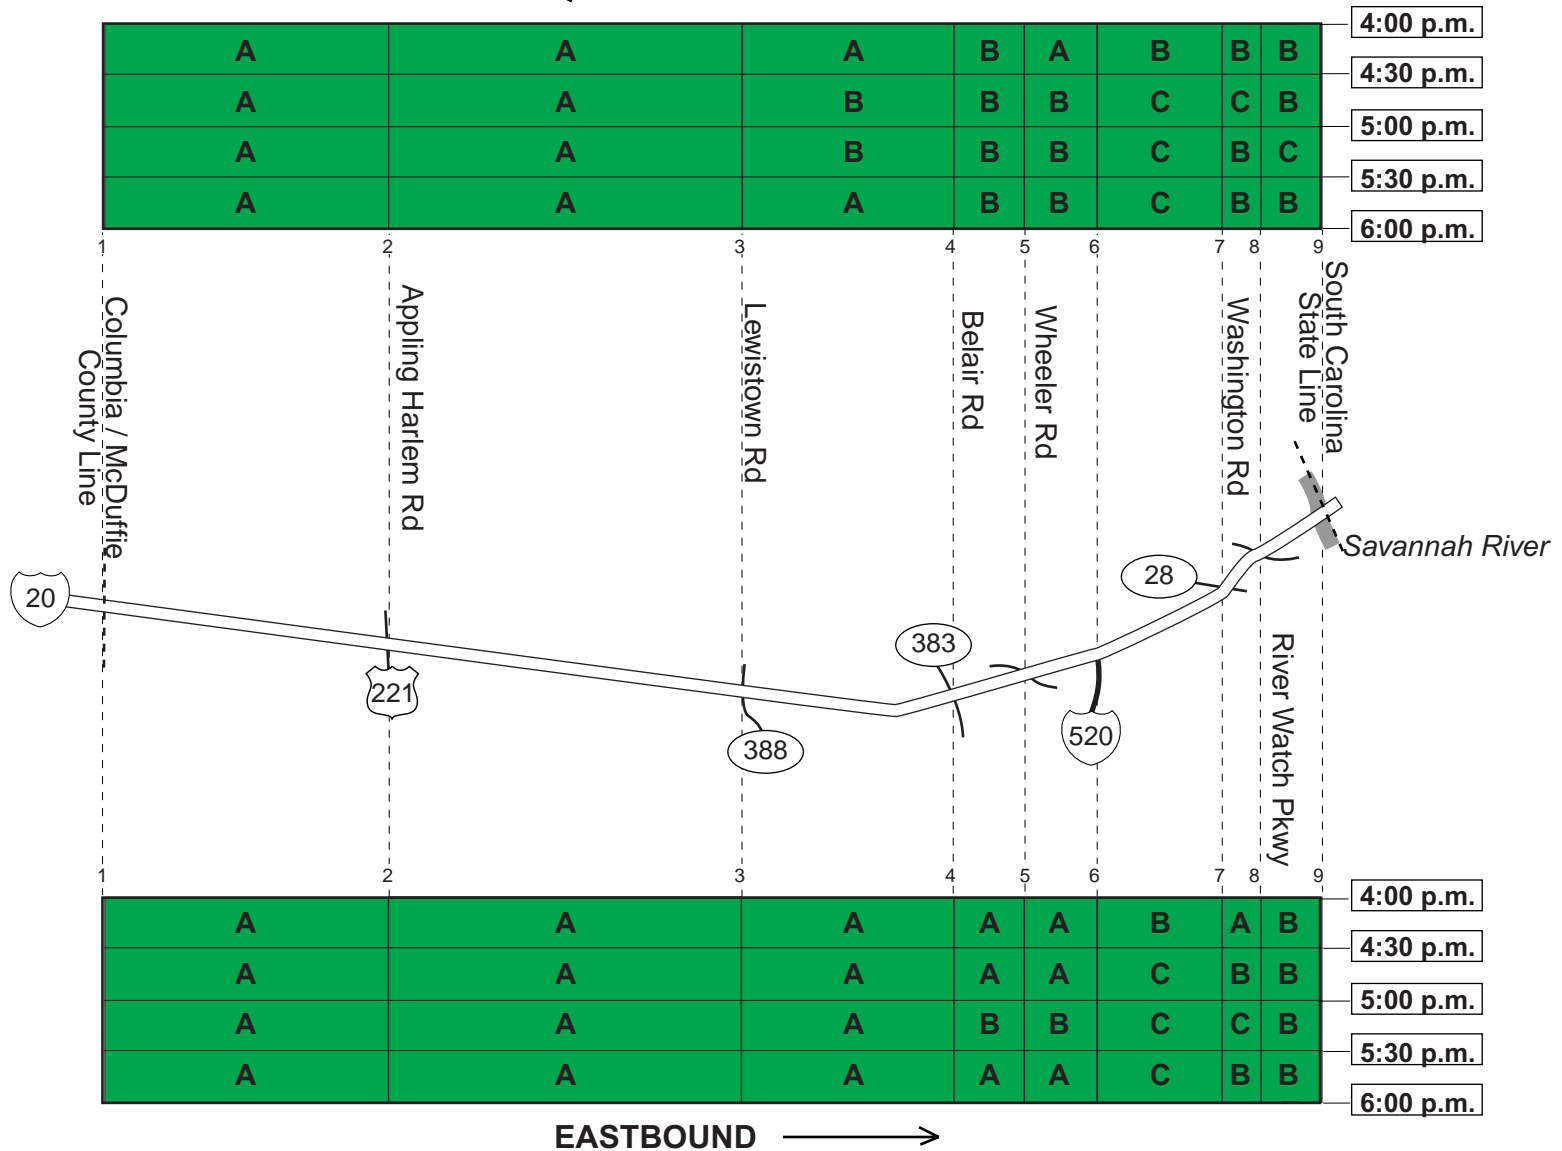 4:00 p.m.
A A A B A B B B
4:30 p.m.
A A B B B C C B
5:00 p.m.
A A B B B C B C
5:30 p.m.
A A A B B C B B
6:00 p.m.
1 2 3 4 5 6 7 8 9
Columbia / McDuffie
County Line
Appling Harlem Rd
Lewistown Rd
Belair Rd
Wheeler Rd
Washington Rd
South Carolina
State Line
Savannah River
20
221
388
383
520
28
River Watch Pkwy
1 2 3 4 5 6 7 8 9
4:00 p.m.
A A A A A B A B
4:30 p.m.
A A A A A C B B
5:00 p.m.
A A A B B C C B
5:30 p.m.
A A A A A C B B
6:00 p.m.
EASTBOUND